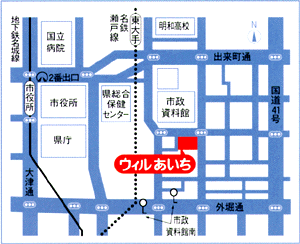 地下鉄名城線
国立
病院
名鉄
瀬戸線
東大手
明和高校
N
出来町通
2番出口
市役所
市役所
県総合
保健
センター
市政
資料館
国道41号
県庁
ウィルあいち
大津通
外堀通
市政
資料館南